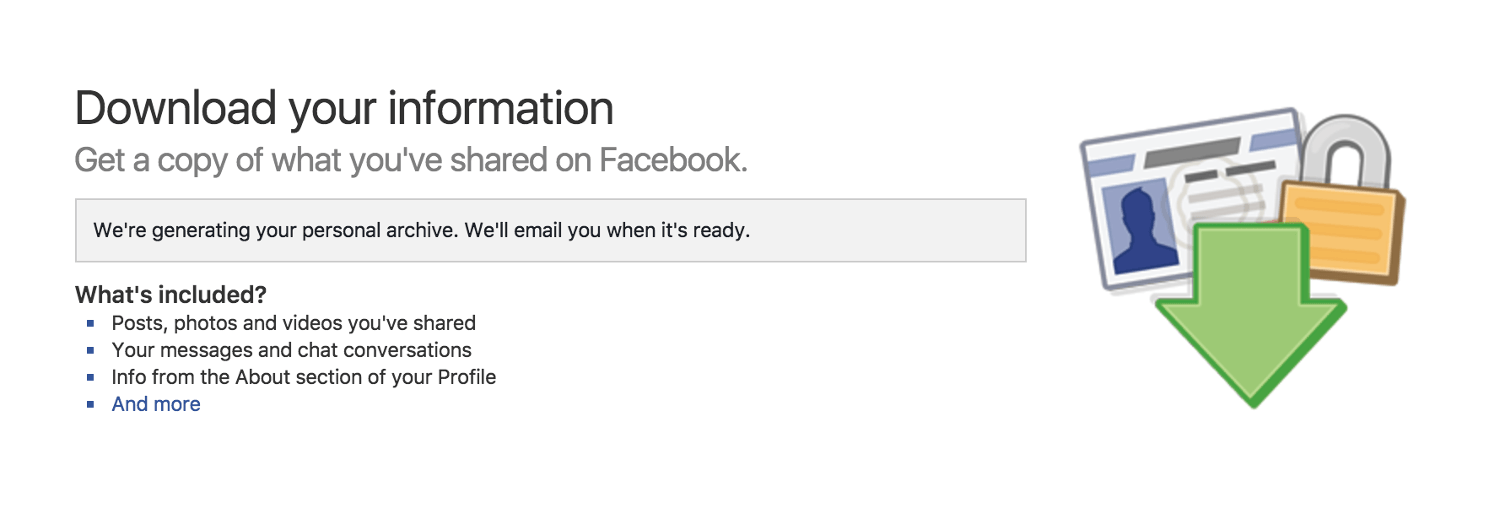 Download your information
Get a copy of what you've shared on Facebook.
We're generating your personal archive. We'll email you when it's ready.
What's included?
Posts, photos and videos you've shared
Your messages and chat conversations
Info from the About section of your Profile
And more